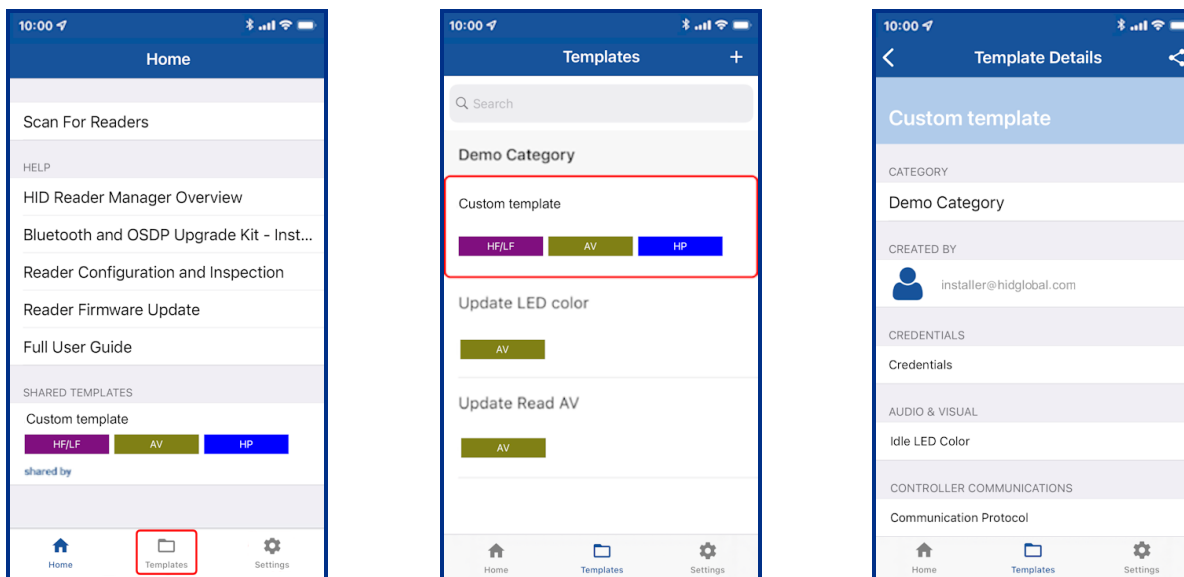 10:00
Home
Scan For Readers
HELP
HID Reader Manager Overview
Bluetooth and OSDP Upgrade Kit - Inst...
Reader Configuration and Inspection
Reader Firmware Update
Full User Guide
SHARED TEMPLATES
Custom template
HF/LF AV HP
shared by
Home Templates Settings
10:00
Templates +
Search
Demo Category
Custom template
HF/LF AV HP
Update LED color
AV
Update Read AV
AV
Home Templates Settings
10:00
Template Details
Custom template
CATEGORY
Demo Category
CREATED BY
installer@hidglobal.com
CREDENTIALS
Credentials
AUDIO & VISUAL
Idle LED Color
CONTROLLER COMMUNICATIONS
Communication Protocol
Home Templates Settings